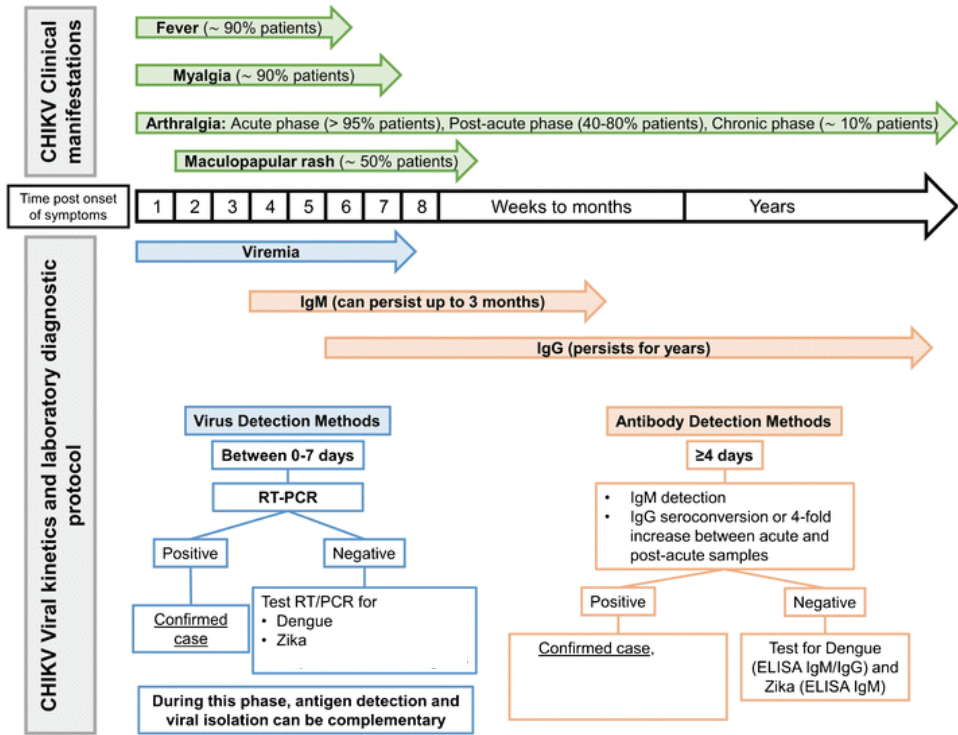 CHIKV Clinical
manifestations
Fever (~ 90% patients)
Myalgia (~ 90% patients)
Arthralgia: Acute phase (> 95% patients), Post-acute phase (40-80% patients), Chronic phase (~ 10% patients)
Maculopapular rash (~ 50% patients)
Time post onset
of symptoms
1 2 3 4 5 6 7 8 Weeks to months Years
CHIKV Viral kinetics and laboratory diagnostic
protocol
Viremia
IgM (can persist up to 3 months)
IgG (persists for years)
Virus Detection Methods
Between 0-7 days
RT-PCR
Positive
Negative
Confirmed
case
Test RT/PCR for
• Dengue
• Zika
During this phase, antigen detection and
viral isolation can be complementary
Antibody Detection Methods
≥4 days
• IgM detection
• IgG seroconversion or 4-fold
increase between acute and
post-acute samples
Positive
Negative
Confirmed case,
Test for Dengue
(ELISA IgM/IgG) and
Zika (ELISA IgM)